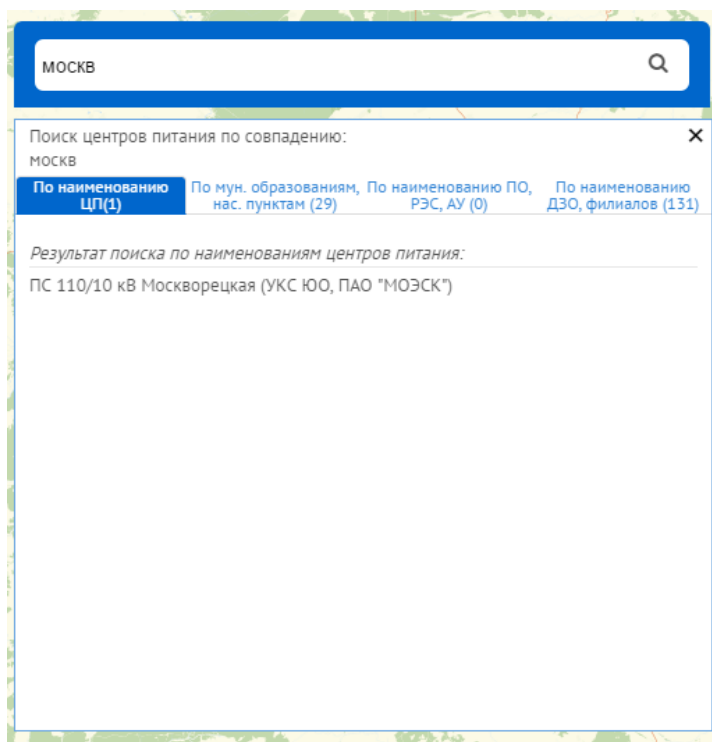 москв
Поиск центров питания по совпадению:
москв
По наименованию ЦП(1)
По мун. образованиям, нас. пунктам (29)
По наименованию ПО, РЭС, АУ (0)
По наименованию ДЗО, филиалов (131)
Результат поиска по наименованиям центров питания:
ПС 110/10 кВ Москворецкая (УКС ЮО, ПАО "МОЭСК")